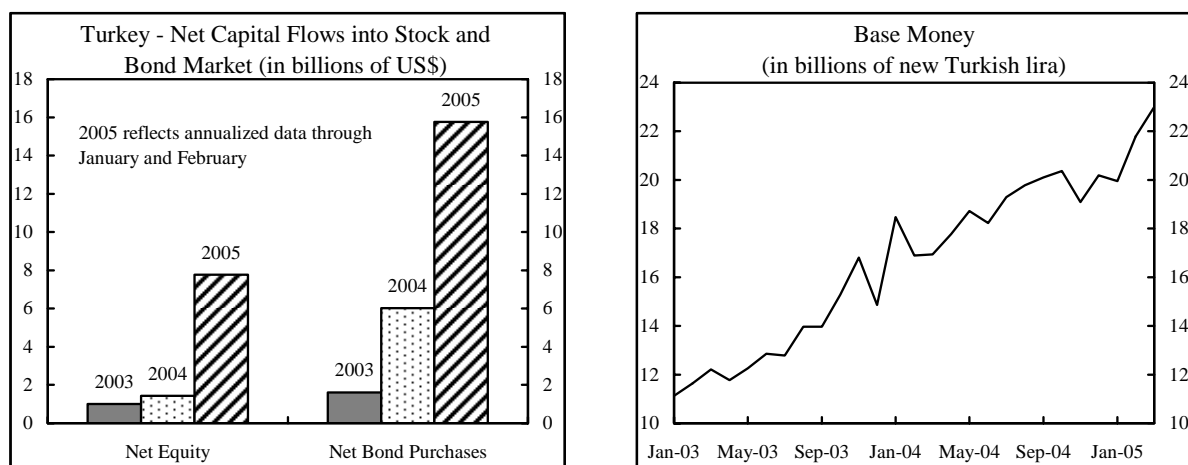 Turkey - Net Capital Flows into Stock and
Bond Market (in billions of US$)
18
16
14
12
10
8
6
4
2
0
18
16
14
12
10
8
6
4
2
0
2005 reflects annualized data through
January and February
2003
2004
2005
2003
2004
2005
Net Equity
Net Bond Purchases
Base Money
(in billions of new Turkish lira)
24
22
20
18
16
14
12
10
24
22
20
18
16
14
12
10
Jan-03
May-03
Sep-03
Jan-04
May-04
Sep-04
Jan-05